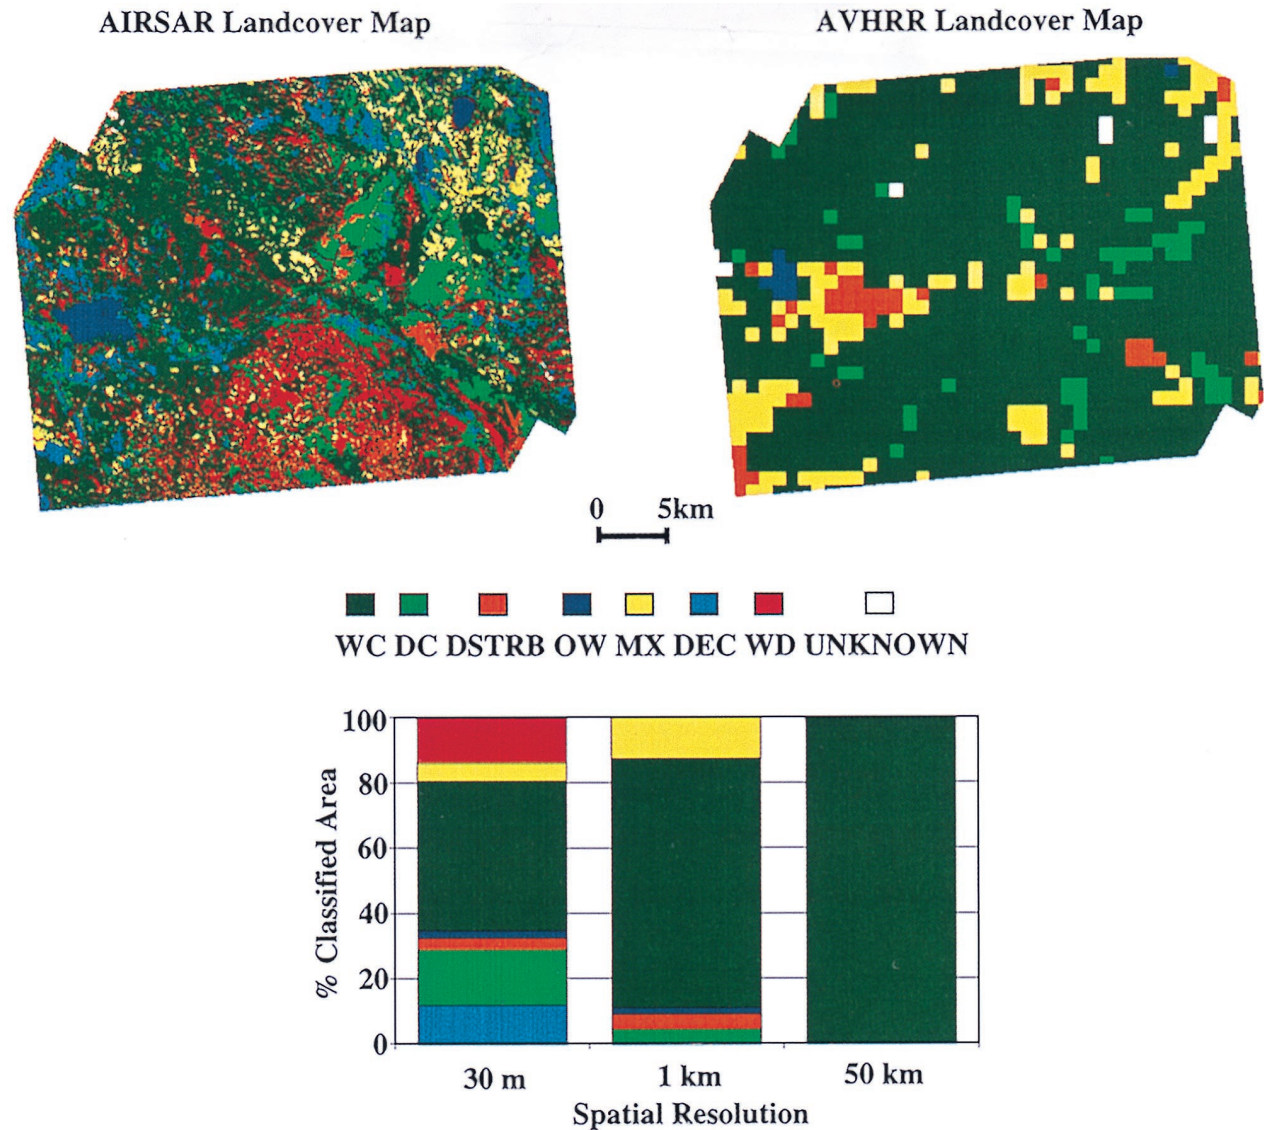 AIRSAR Landcover Map
AVHRR Landcover Map
0 5km
WC DC DSTRB OW MX DEC WD UNKNOWN
100
80
60
40
20
0
% Classified Area
30 m 1 km 50 km
Spatial Resolution